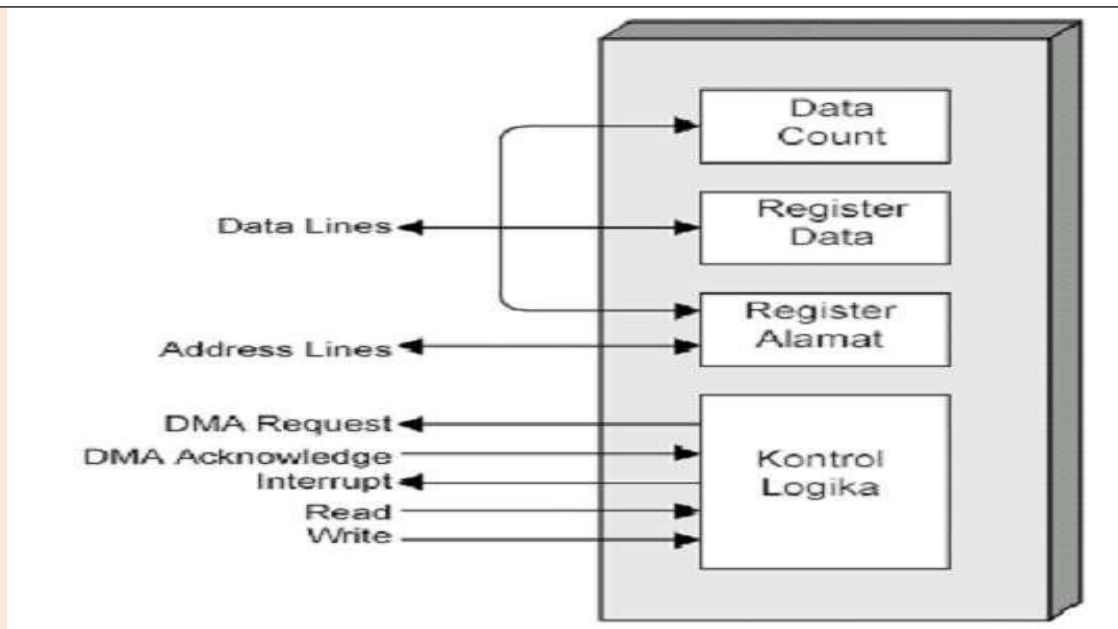 Data
Count
Data Lines
Register
Data
Register
Alamat
Address Lines
DMA Request
DMA Acknowledge
Interrupt
Read
Write
Kontrol
Logika